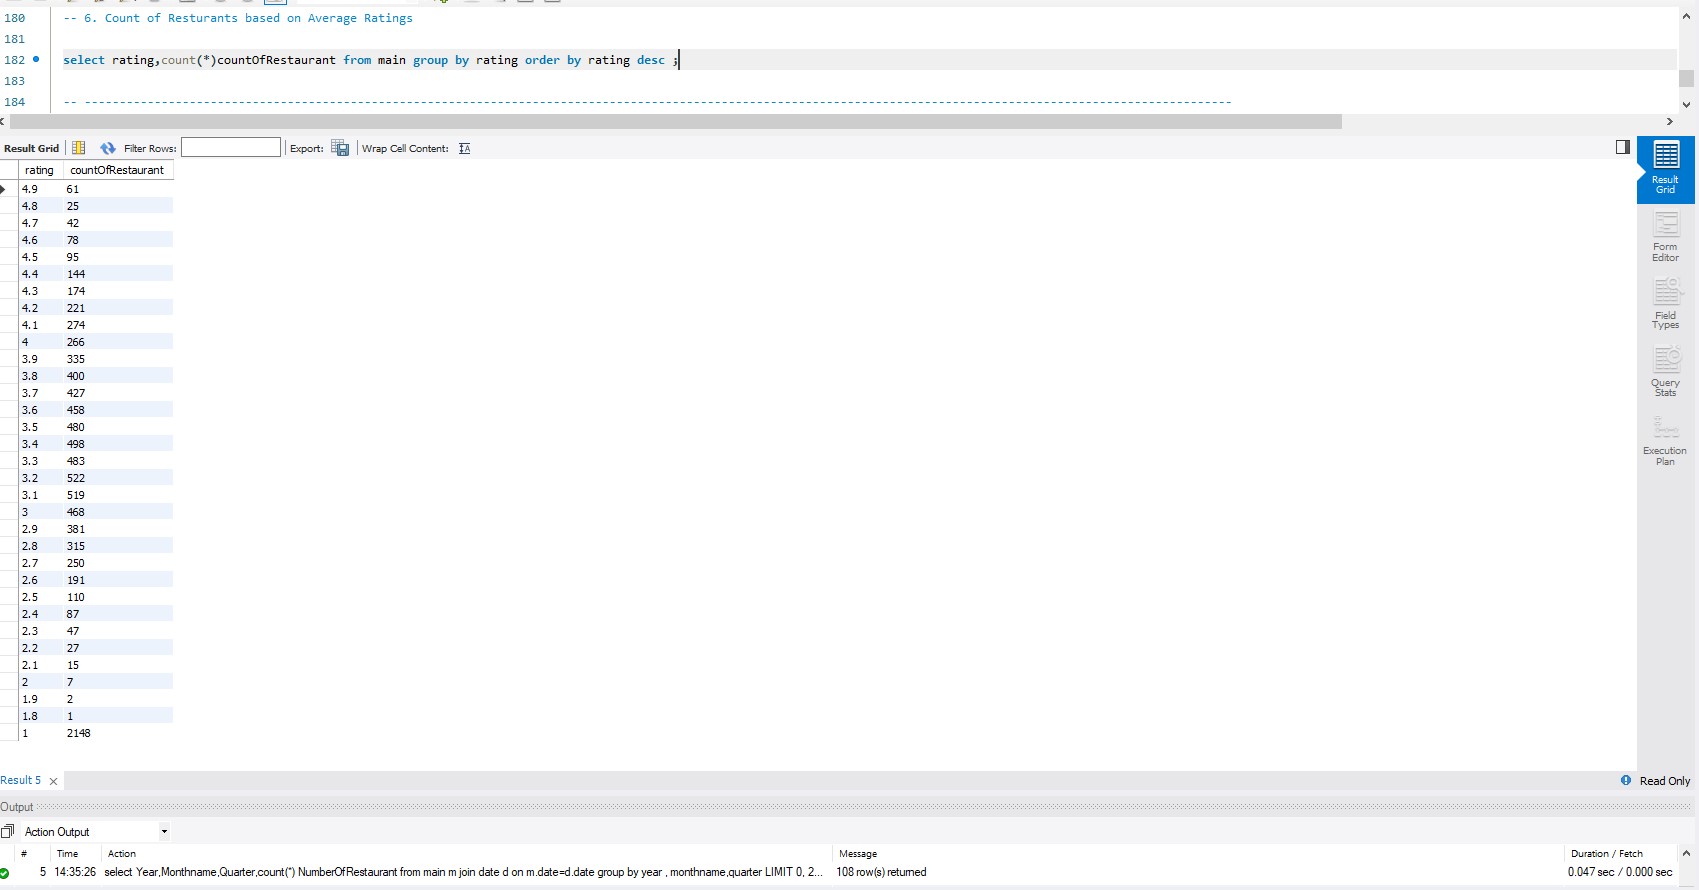 180 -- 6. Count of Resturants based on Average Ratings
181
182 select rating,count(*)countOfRestaurant from main group by rating order by rating desc ;
183
184 -- --------------------------------------------------------------------------------------------------------------------------------------------------------------------
Result Grid Filter Rows: Export: Wrap Cell Content:
rating countOfRestaurant
4.9 61
4.8 25
4.7 42
4.6 78
4.5 95
4.4 144
4.3 174
4.2 221
4.1 274
4 266
3.9 335
3.8 400
3.7 427
3.6 458
3.5 480
3.4 498
3.3 483
3.2 522
3.1 519
3 468
2.9 381
2.8 315
2.7 250
2.6 191
2.5 110
2.4 87
2.3 47
2.2 27
2.1 15
2 7
1.9 2
1.8 1
1 2148
Result
Grid
Form
Editor
Field
Types
Query
Stats
Execution
Plan
Result 5 Read Only
Output
Action Output
# Time Action Message Duration / Fetch
5 14:35:26 select Year,Monthname,Quarter,count(*) NumberOfRestaurant from main m join date d on m.date=d.date group by year , monthname,quarter LIMIT 0, 2... 108 row(s) returned 0.047 sec / 0.000 sec